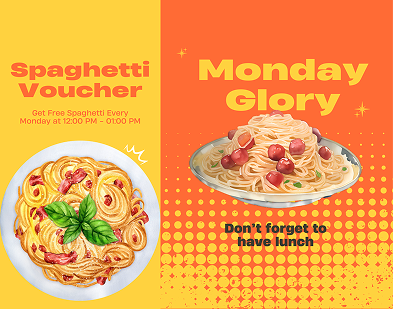 Spaghetti
Voucher
Get Free Spaghetti Every
Monday at 12:00 PM - 01:00 PM
Monday
Glory
Don't forget to
have lunch